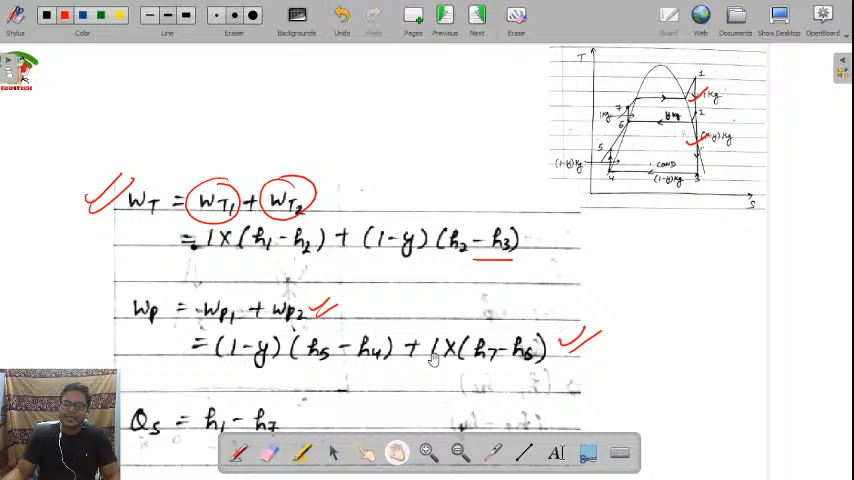 Color
Line
Eraser
Backgrounds
Undo
Redo
Pages
Previous
Next
Erase
Board
Web
Documents
Show Desktop
OpenBoard
EDU4TECH
T
1
1kg
7
2
1kg
y kg
6
5
(1-y)kg
COND
4
(1-y)kg
3
S
W_T = W_T1 + W_T2
= 1×(h1 - h2) + (1-y)(h2 - h3)
Wp = Wp1 + Wp2
= (1-y)(h5 - h4) + 1×(h7 - h6)
Qs = h1 - h7